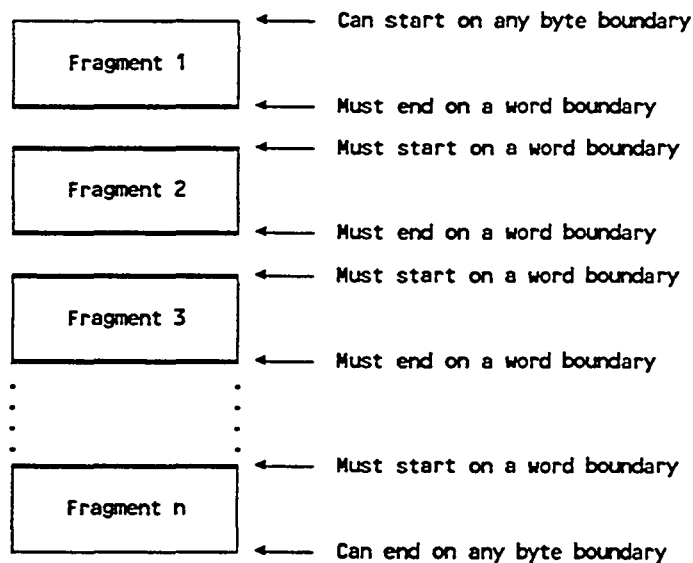 Can start on any byte boundary
Fragment 1
Must end on a word boundary
Must start on a word boundary
Fragment 2
Must end on a word boundary
Must start on a word boundary
Fragment 3
Must end on a word boundary
Must start on a word boundary
Fragment n
Can end on any byte boundary